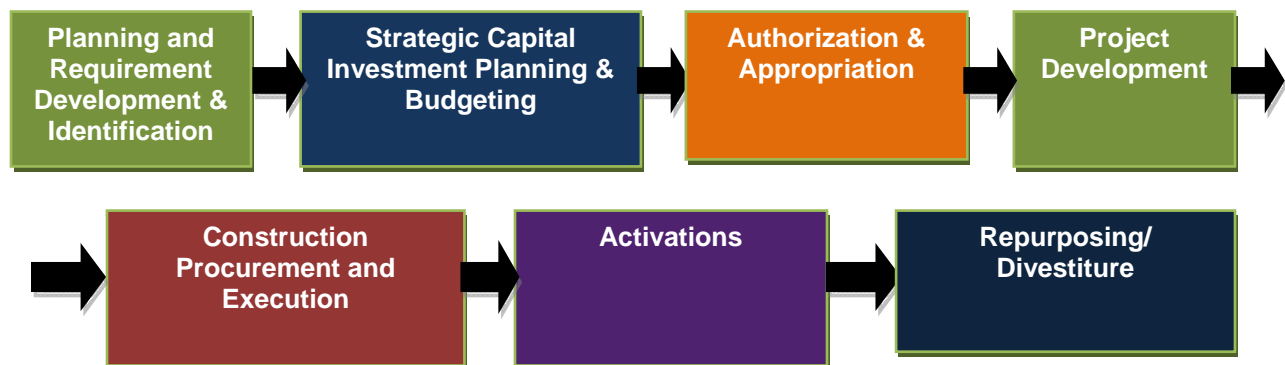 Planning and
Requirement
Development &
Identification
Strategic Capital
Investment Planning &
Budgeting
Authorization &
Appropriation
Project
Development
Construction
Procurement and
Execution
Activations
Repurposing/
Divestiture